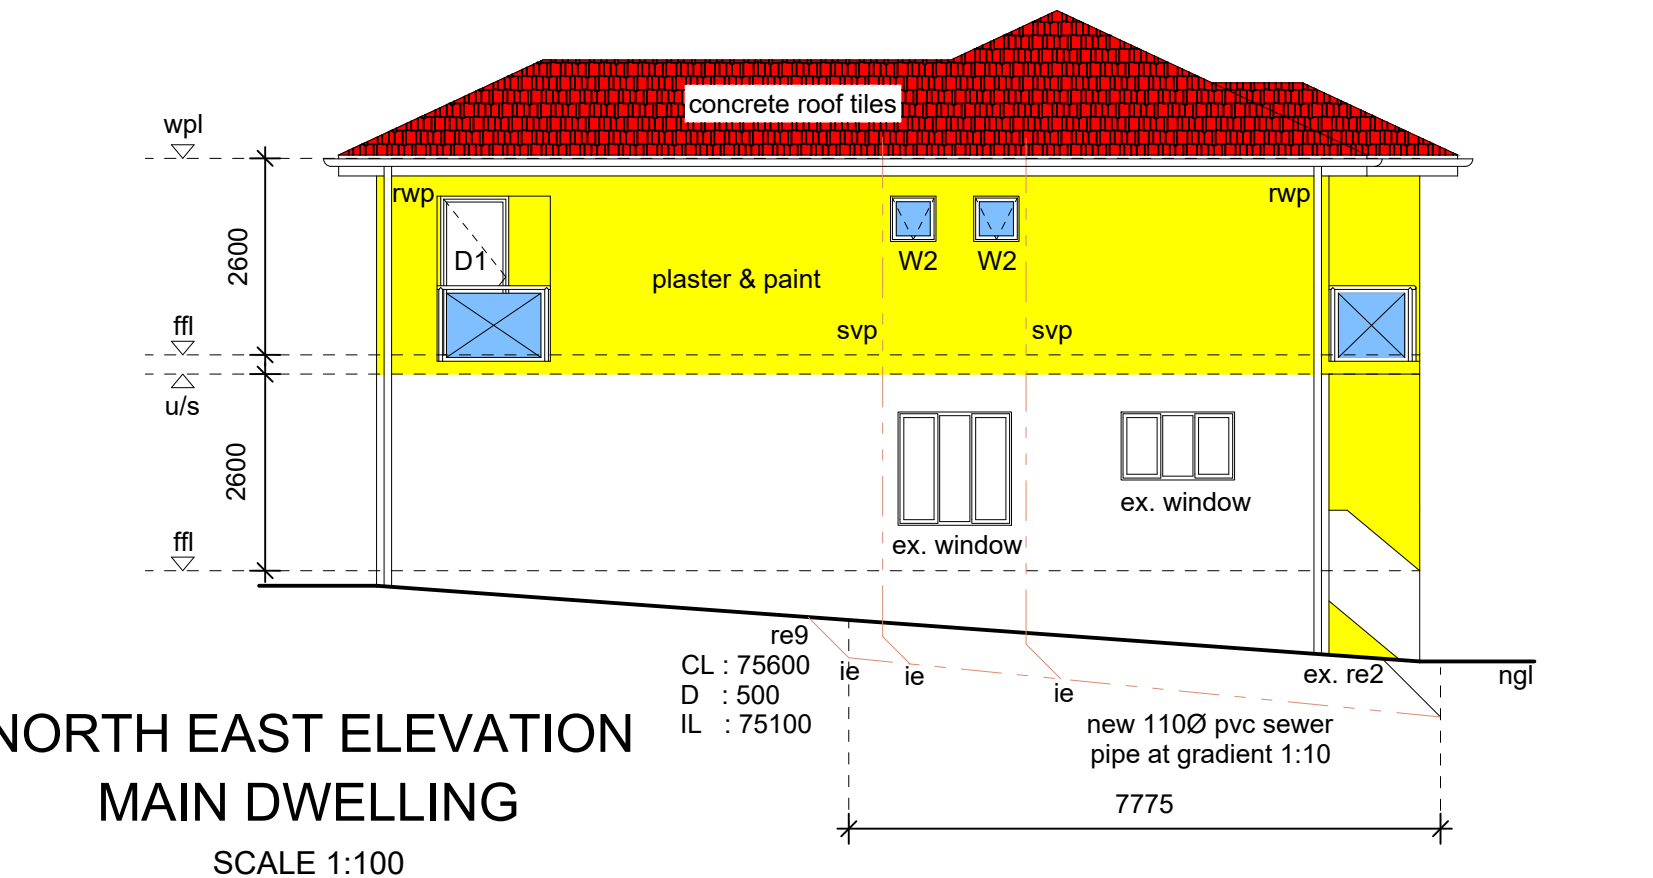 concrete roof tiles
wpl
rwp
rwp
2600
D1
W2
W2
plaster & paint
ffl
svp
svp
u/s
2600
ex. window
ex. window
ffl
re9
CL : 75600
D : 500
IL : 75100
ie
ie
ie
ex. re2
ngl
new 110Ø pvc sewer
pipe at gradient 1:10
7775
NORTH EAST ELEVATION
MAIN DWELLING
SCALE 1:100